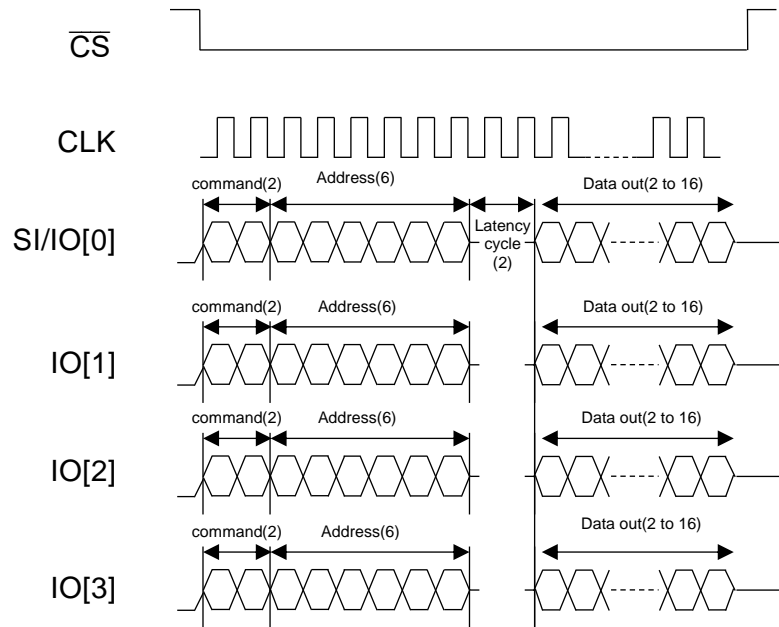 C̅S̅
CLK
command(2) Address(6) Data out(2 to 16)
SI/IO[0]
Latency
cycle
(2)
command(2) Address(6) Data out(2 to 16)
IO[1]
command(2) Address(6) Data out(2 to 16)
IO[2]
command(2) Address(6) Data out(2 to 16)
IO[3]